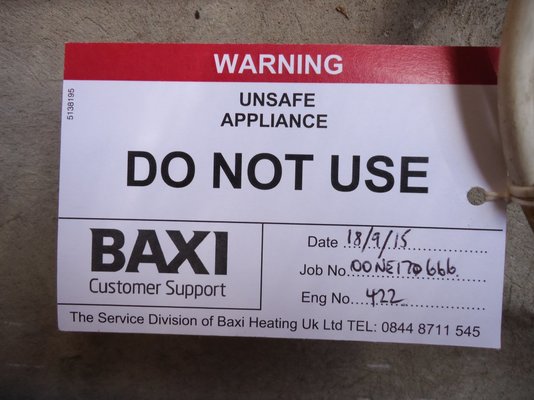 WARNING
5138195
UNSAFE
APPLIANCE
DO NOT USE
BAXI
Customer Support
Date 18/9/15
Job No. 00NE170666
Eng No. 422
The Service Division of Baxi Heating Uk Ltd TEL: 0844 8711 545